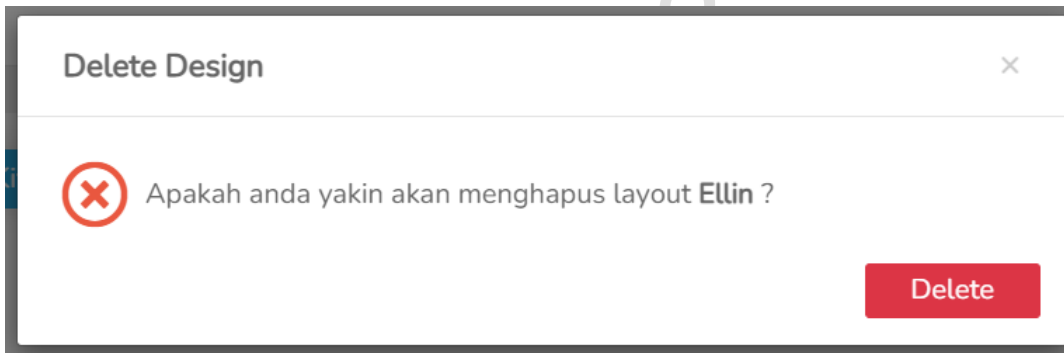 Delete Design
Apakah anda yakin akan menghapus layout Ellin ?
Delete